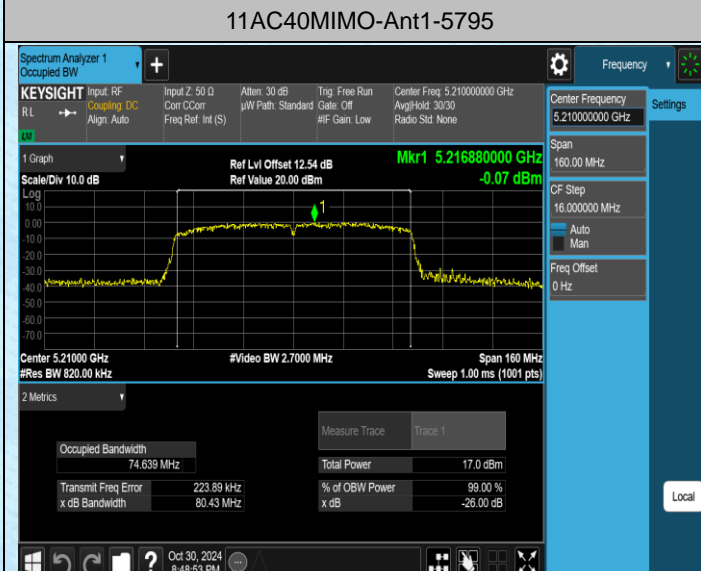 11AC40MIMO-Ant1-5795
Spectrum Analyzer 1
Occupied BW
+
Frequency
KEYSIGHT
RL
LXI
Input: RF
Coupling: DC
Align: Auto
Input Z: 50 Ω
Corr CCorr
Freq Ref: Int (S)
Atten: 30 dB
µW Path: Standard
Trig: Free Run
Gate: Off
#IF Gain: Low
Center Freq: 5.210000000 GHz
Avg|Hold: 30/30
Radio Std: None
Center Frequency
5.210000000 GHz
Settings
Span
160.00 MHz
CF Step
16.000000 MHz
Auto
Man
Freq Offset
0 Hz
1 Graph
Scale/Div 10.0 dB
Ref Lvl Offset 12.54 dB
Ref Value 20.00 dBm
Mkr1 5.216880000 GHz
-0.07 dBm
Log
10.0
0.00
-10.0
-20.0
-30.0
-40.0
-50.0
-60.0
-70.0
1
Center 5.21000 GHz
#Res BW 820.00 kHz
#Video BW 2.7000 MHz
Span 160 MHz
Sweep 1.00 ms (1001 pts)
2 Metrics
Measure Trace
Trace 1
Occupied Bandwidth
74.639 MHz
Total Power
17.0 dBm
Transmit Freq Error
223.89 kHz
% of OBW Power
99.00 %
x dB Bandwidth
80.43 MHz
x dB
-26.00 dB
Local
?
Oct 30, 2024
8:48:53 PM